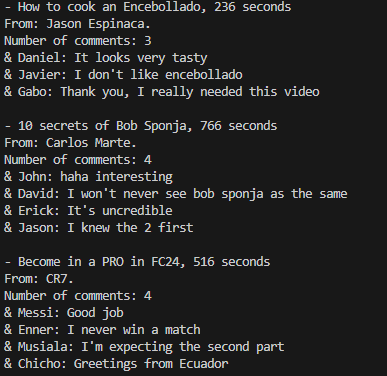 - How to cook an Encebollado, 236 seconds
From: Jason Espinaca.
Number of comments: 3
& Daniel: It looks very tasty
& Javier: I don't like encebollado
& Gabo: Thank you, I really needed this video
- 10 secrets of Bob Sponja, 766 seconds
From: Carlos Marte.
Number of comments: 4
& John: haha interesting
& David: I won't never see bob sponja as the same
& Erick: It's uncredible
& Jason: I knew the 2 first
- Become in a PRO in FC24, 516 seconds
From: CR7.
Number of comments: 4
& Messi: Good job
& Enner: I never win a match
& Musiala: I'm expecting the second part
& Chicho: Greetings from Ecuador